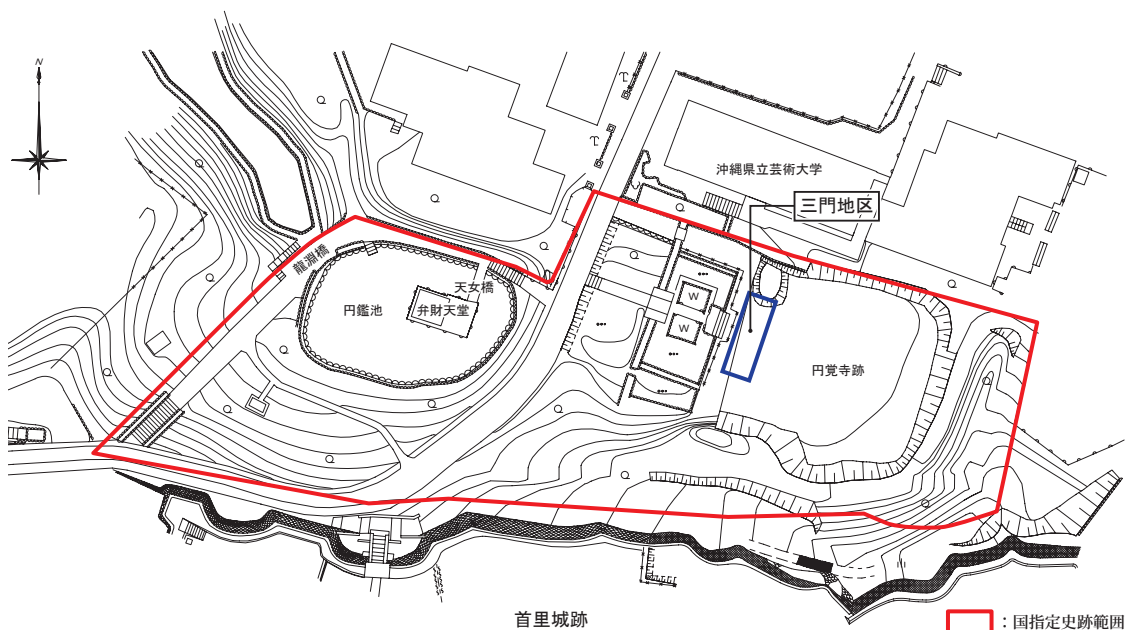 N
沖縄県立芸術大学
三門地区
龍淵橋
天女橋
円鑑池
弁財天堂
W
W
円覚寺跡
首里城跡
：国指定史跡範囲